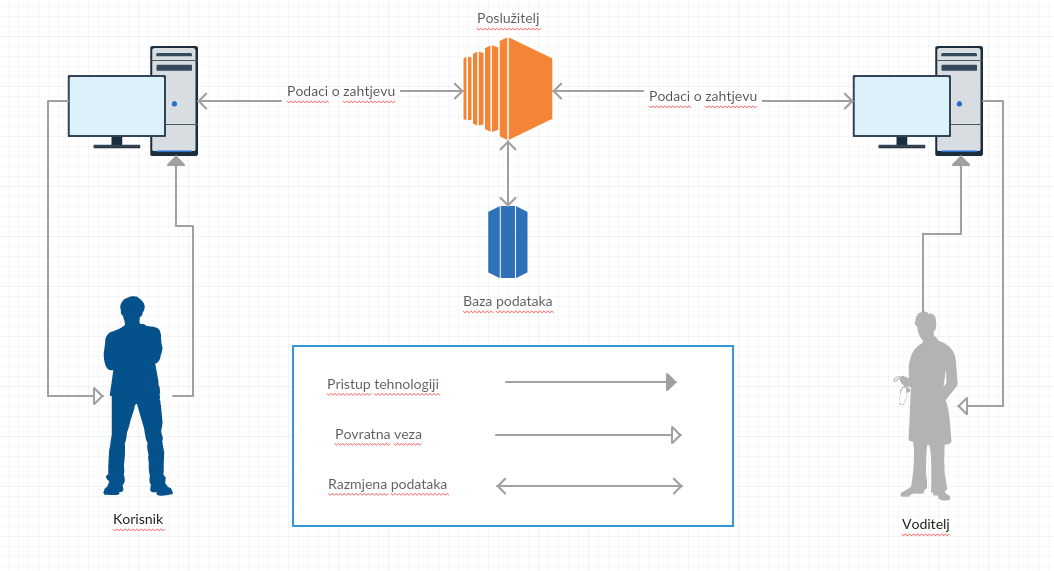 Poslužitelj
Podaci o zahtjevu
Podaci o zahtjevu
Baza podataka
Pristup tehnologiji
Povratna veza
Razmjena podataka
Korisnik
Voditelj